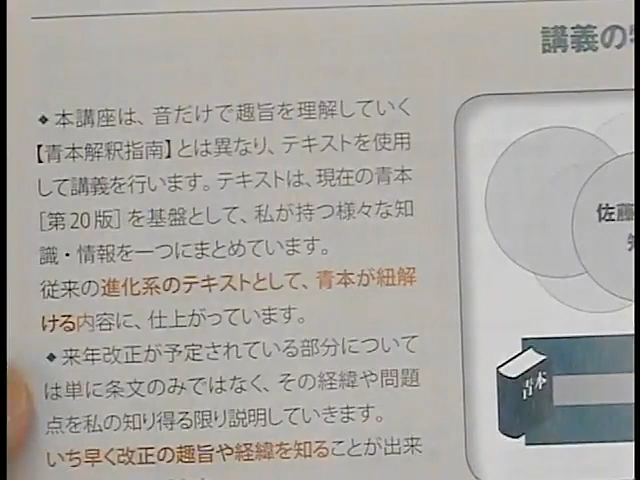 講義の
◆本講座は、音だけで趣旨を理解していく
【青本解釈指南】とは異なり、テキストを使用
して講義を行います。テキストは、現在の青本
[第20版]を基盤として、私が持つ様々な知
識・情報を一つにまとめています。
従来の進化系のテキストとして、青本が紐解
ける内容に、仕上がっています。
◆来年改正が予定されている部分について
は単に条文のみではなく、その経緯や問題
点を私の知り得る限り説明していきます。
いち早く改正の趣旨や経緯を知ることが出来
佐藤
青本